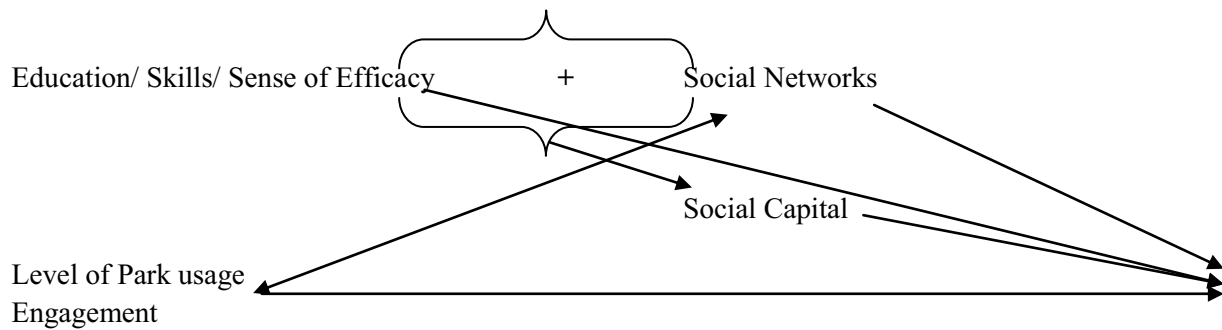 Education/ Skills/ Sense of Efficacy + Social Networks
Social Capital
Level of Park usage
Engagement